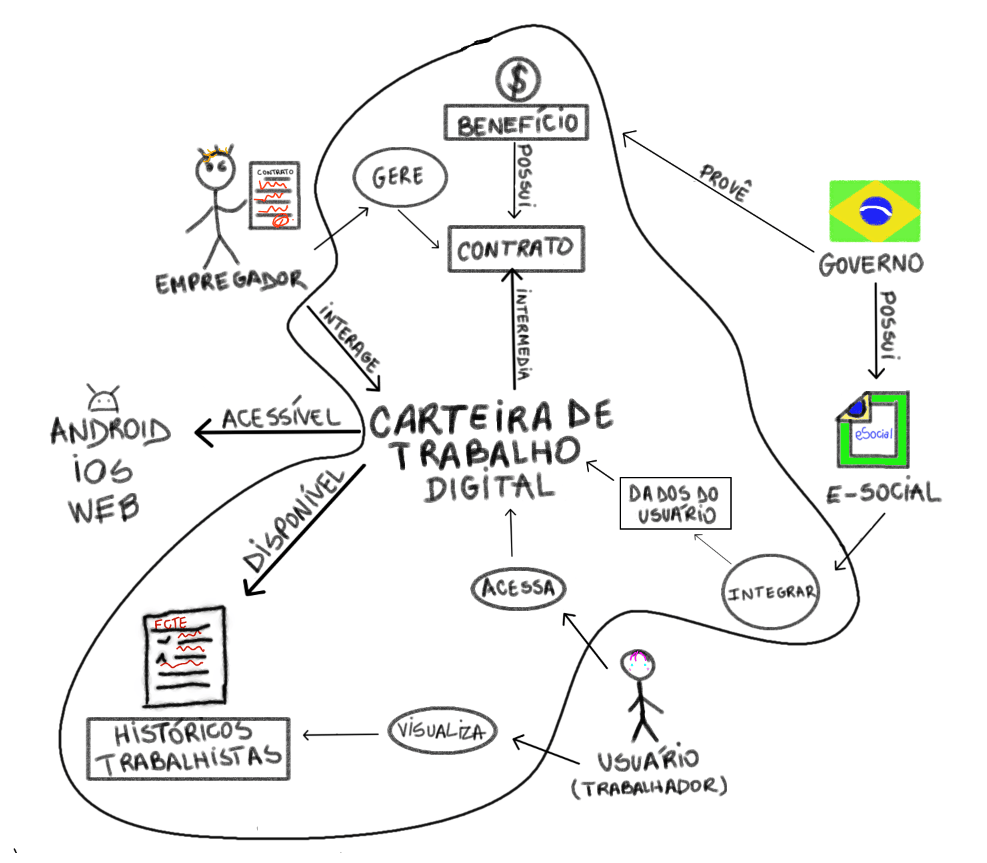 $
BENEFÍCIO
POSSUI
CONTRATO
GERE
CONTRATO
EMPREGADOR
PROVÊ
GOVERNO
POSSUI
INTERAGE
INTERMEDIA
ACESSÍVEL
ANDROID
iOS
WEB
CARTEIRA DE
TRABALHO
DIGITAL
eSocial
E-SOCIAL
DISPONÍVEL
DADOS DO
USUÁRIO
ACESSA
INTEGRAR
HISTÓRICOS
TRABALHISTAS
VISUALIZA
USUÁRIO
(TRABALHADOR)